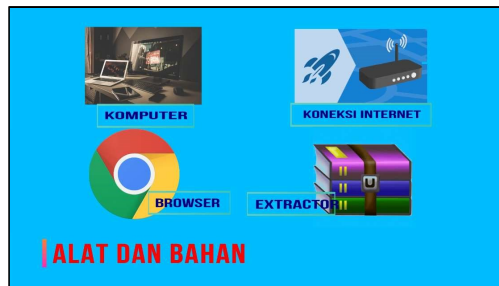 KOMPUTER
KONEKSI INTERNET
BROWSER
EXTRACTOR
ALAT DAN BAHAN